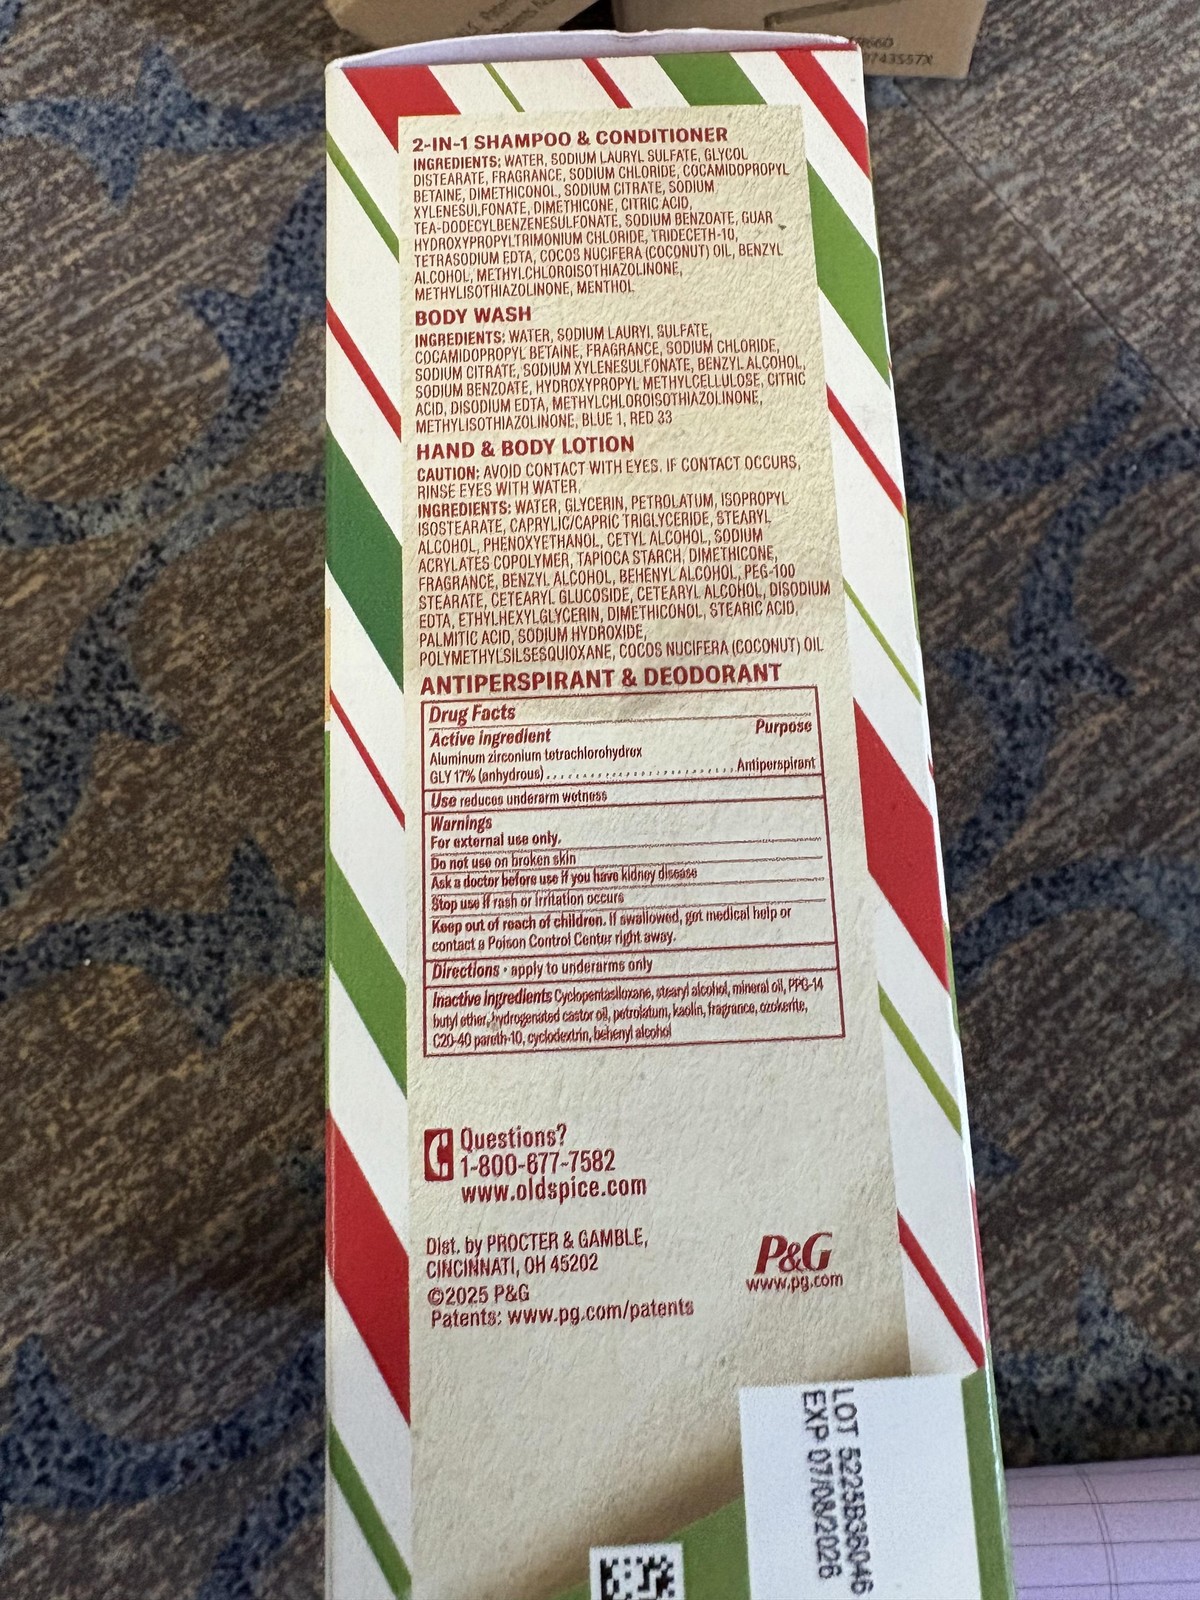 2-IN-1 SHAMPOO & CONDITIONER
INGREDIENTS: WATER, SODIUM LAURYL SULFATE, GLYCOL
DISTEARATE, FRAGRANCE, SODIUM CHLORIDE, COCAMIDOPROPYL
BETAINE, DIMETHICONOL, SODIUM CITRATE, SODIUM
XYLENESULFONATE, DIMETHICONE, CITRIC ACID,
TEA-DODECYLBENZENESULFONATE, SODIUM BENZOATE, GUAR
HYDROXYPROPYLTRIMONIUM CHLORIDE, TRIDECETH-10,
TETRASODIUM EDTA, COCOS NUCIFERA (COCONUT) OIL, BENZYL
ALCOHOL, METHYLCHLOROISOTHIAZOLINONE,
METHYLISOTHIAZOLINONE, MENTHOL
BODY WASH
INGREDIENTS: WATER, SODIUM LAURYL SULFATE,
COCAMIDOPROPYL BETAINE, FRAGRANCE, SODIUM CHLORIDE,
SODIUM CITRATE, SODIUM XYLENESULFONATE, BENZYL ALCOHOL,
SODIUM BENZOATE, HYDROXYPROPYL METHYLCELLULOSE, CITRIC
ACID, DISODIUM EDTA, METHYLCHLOROISOTHIAZOLINONE,
METHYLISOTHIAZOLINONE, BLUE 1, RED 33
HAND & BODY LOTION
CAUTION: AVOID CONTACT WITH EYES. IF CONTACT OCCURS,
RINSE EYES WITH WATER.
INGREDIENTS: WATER, GLYCERIN, PETROLATUM, ISOPROPYL
ISOSTEARATE, CAPRYLIC/CAPRIC TRIGLYCERIDE, STEARYL
ALCOHOL, PHENOXYETHANOL, CETYL ALCOHOL, SODIUM
ACRYLATES COPOLYMER, TAPIOCA STARCH, DIMETHICONE,
FRAGRANCE, BENZYL ALCOHOL, BEHENYL ALCOHOL, PEG-100
STEARATE, CETEARYL GLUCOSIDE, CETEARYL ALCOHOL, DISODIUM
EDTA, ETHYLHEXYLGLYCERIN, DIMETHICONOL, STEARIC ACID,
PALMITIC ACID, SODIUM HYDROXIDE,
POLYMETHYLSILSESQUIOXANE, COCOS NUCIFERA (COCONUT) OIL
ANTIPERSPIRANT & DEODORANT
Drug Facts
Active ingredient Purpose
Aluminum zirconium tetrachlorohydrex
GLY 17% (anhydrous)..............................Antiperspirant
Use reduces underarm wetness
Warnings
For external use only.
Do not use on broken skin
Ask a doctor before use if you have kidney disease
Stop use if rash or irritation occurs
Keep out of reach of children. If swallowed, get medical help or
contact a Poison Control Center right away.
Directions • apply to underarms only
Inactive ingredients Cyclopentasiloxane, stearyl alcohol, mineral oil, PPG-14
butyl ether, hydrogenated castor oil, petrolatum, kaolin, fragrance, ozokerite,
C20-40 pareth-10, cyclodextrin, behenyl alcohol
Questions?
1-800-677-7582
www.oldspice.com
Dist. by PROCTER & GAMBLE,
CINCINNATI, OH 45202
©2025 P&G
Patents: www.pg.com/patents
P&G
www.pg.com
LOT 5225B36046
EXP 07/08/2026